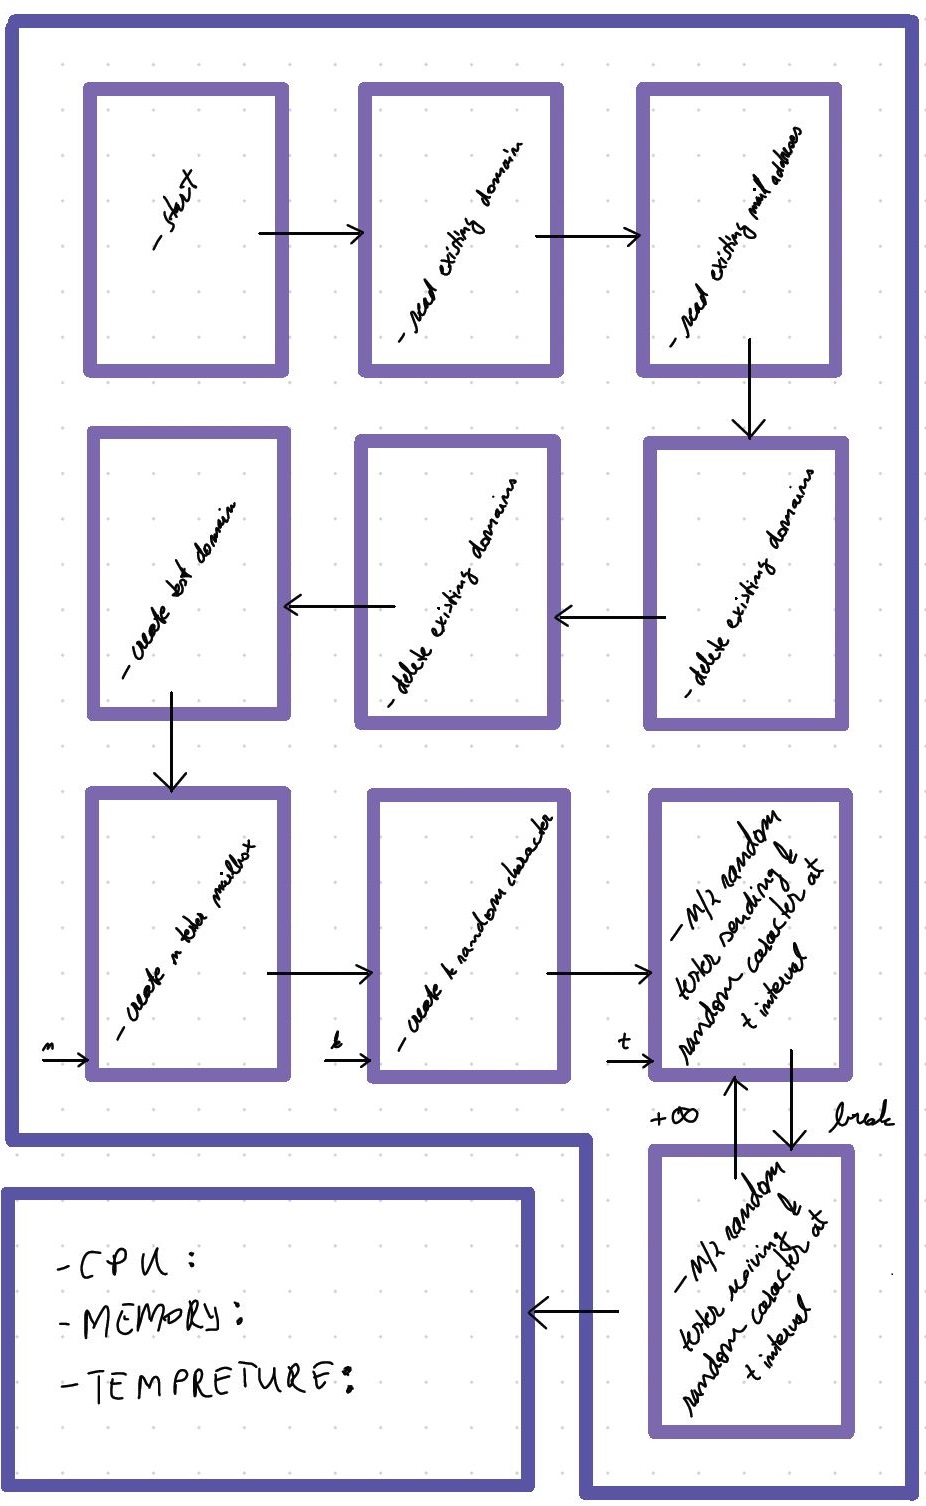 - start
- read existing domain
- read existing mail address
- delete existing domains
- delete existing domains
- create test domain
- create n tester mailbox
n
- create k random character
k
- n/2 random
tester sending k
random caracter at
t interval
t
+∞
break
- n/2 random
tester reciving k
random caracter at
t interval
- CPU :
- MEMORY:
- TEMPRETURE: